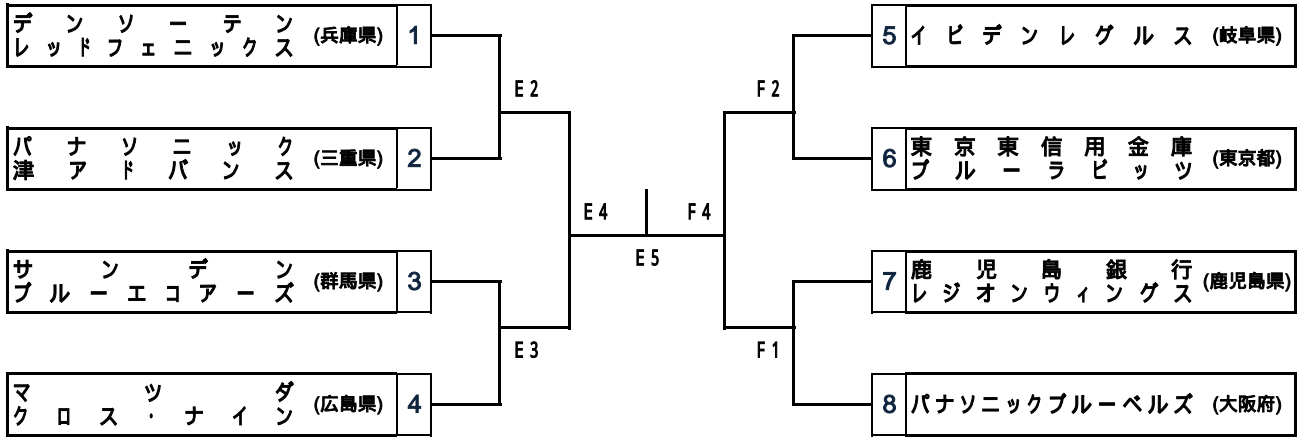 デンソーテン
レッドフェニックス
(兵庫県)
1
E2
パナソニック
津アドバンス
(三重県)
2
E4
サンデン
ブルーエコアーズ
(群馬県)
3
E3
マツダ
クロス・ナイン
(広島県)
4
E5
5
イビデンレグルス
(岐阜県)
F2
6
東京東信用金庫
ブルーラビッツ
(東京都)
F4
7
鹿児島銀行
レジオンウィングス
(鹿児島県)
F1
8
パナソニックブルーベルズ
(大阪府)